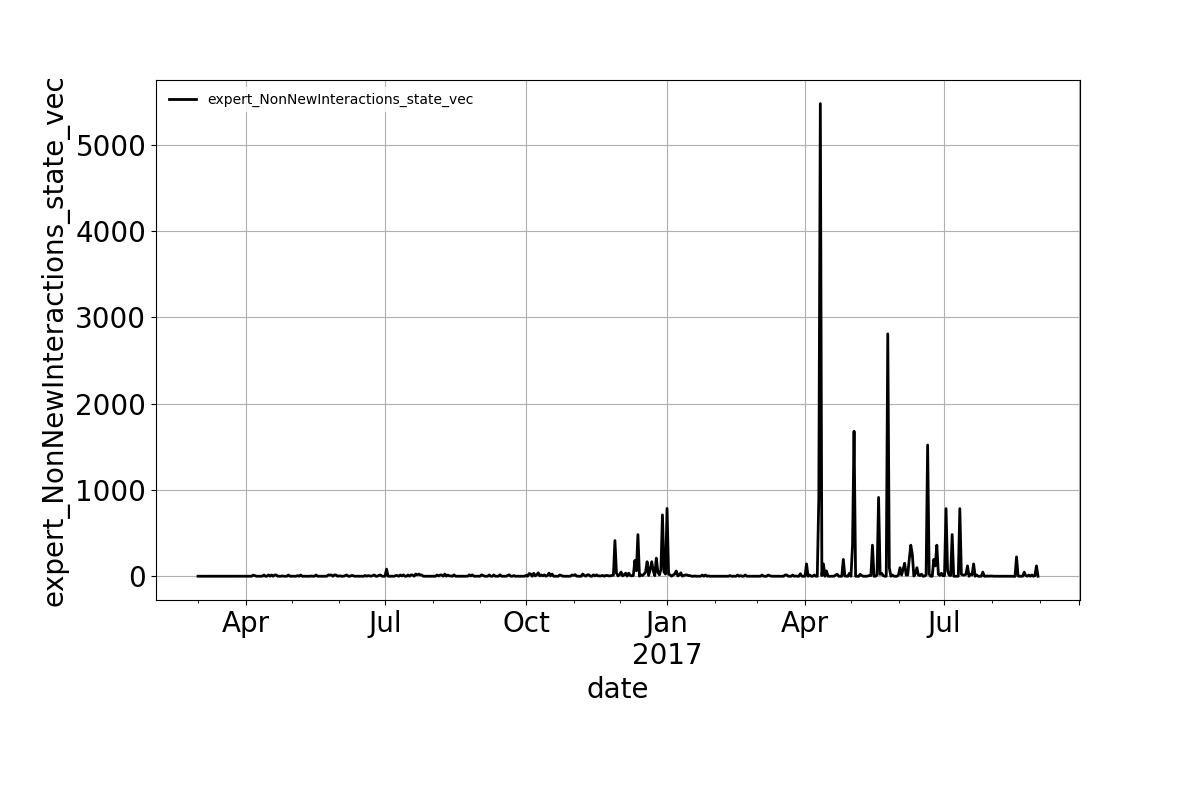 expert_NonNewInteractions_state_vec
expert_NonNewInteractions_state_vec
5000
4000
3000
2000
1000
0
Apr
Jul
Oct
Jan
2017
Apr
Jul
date